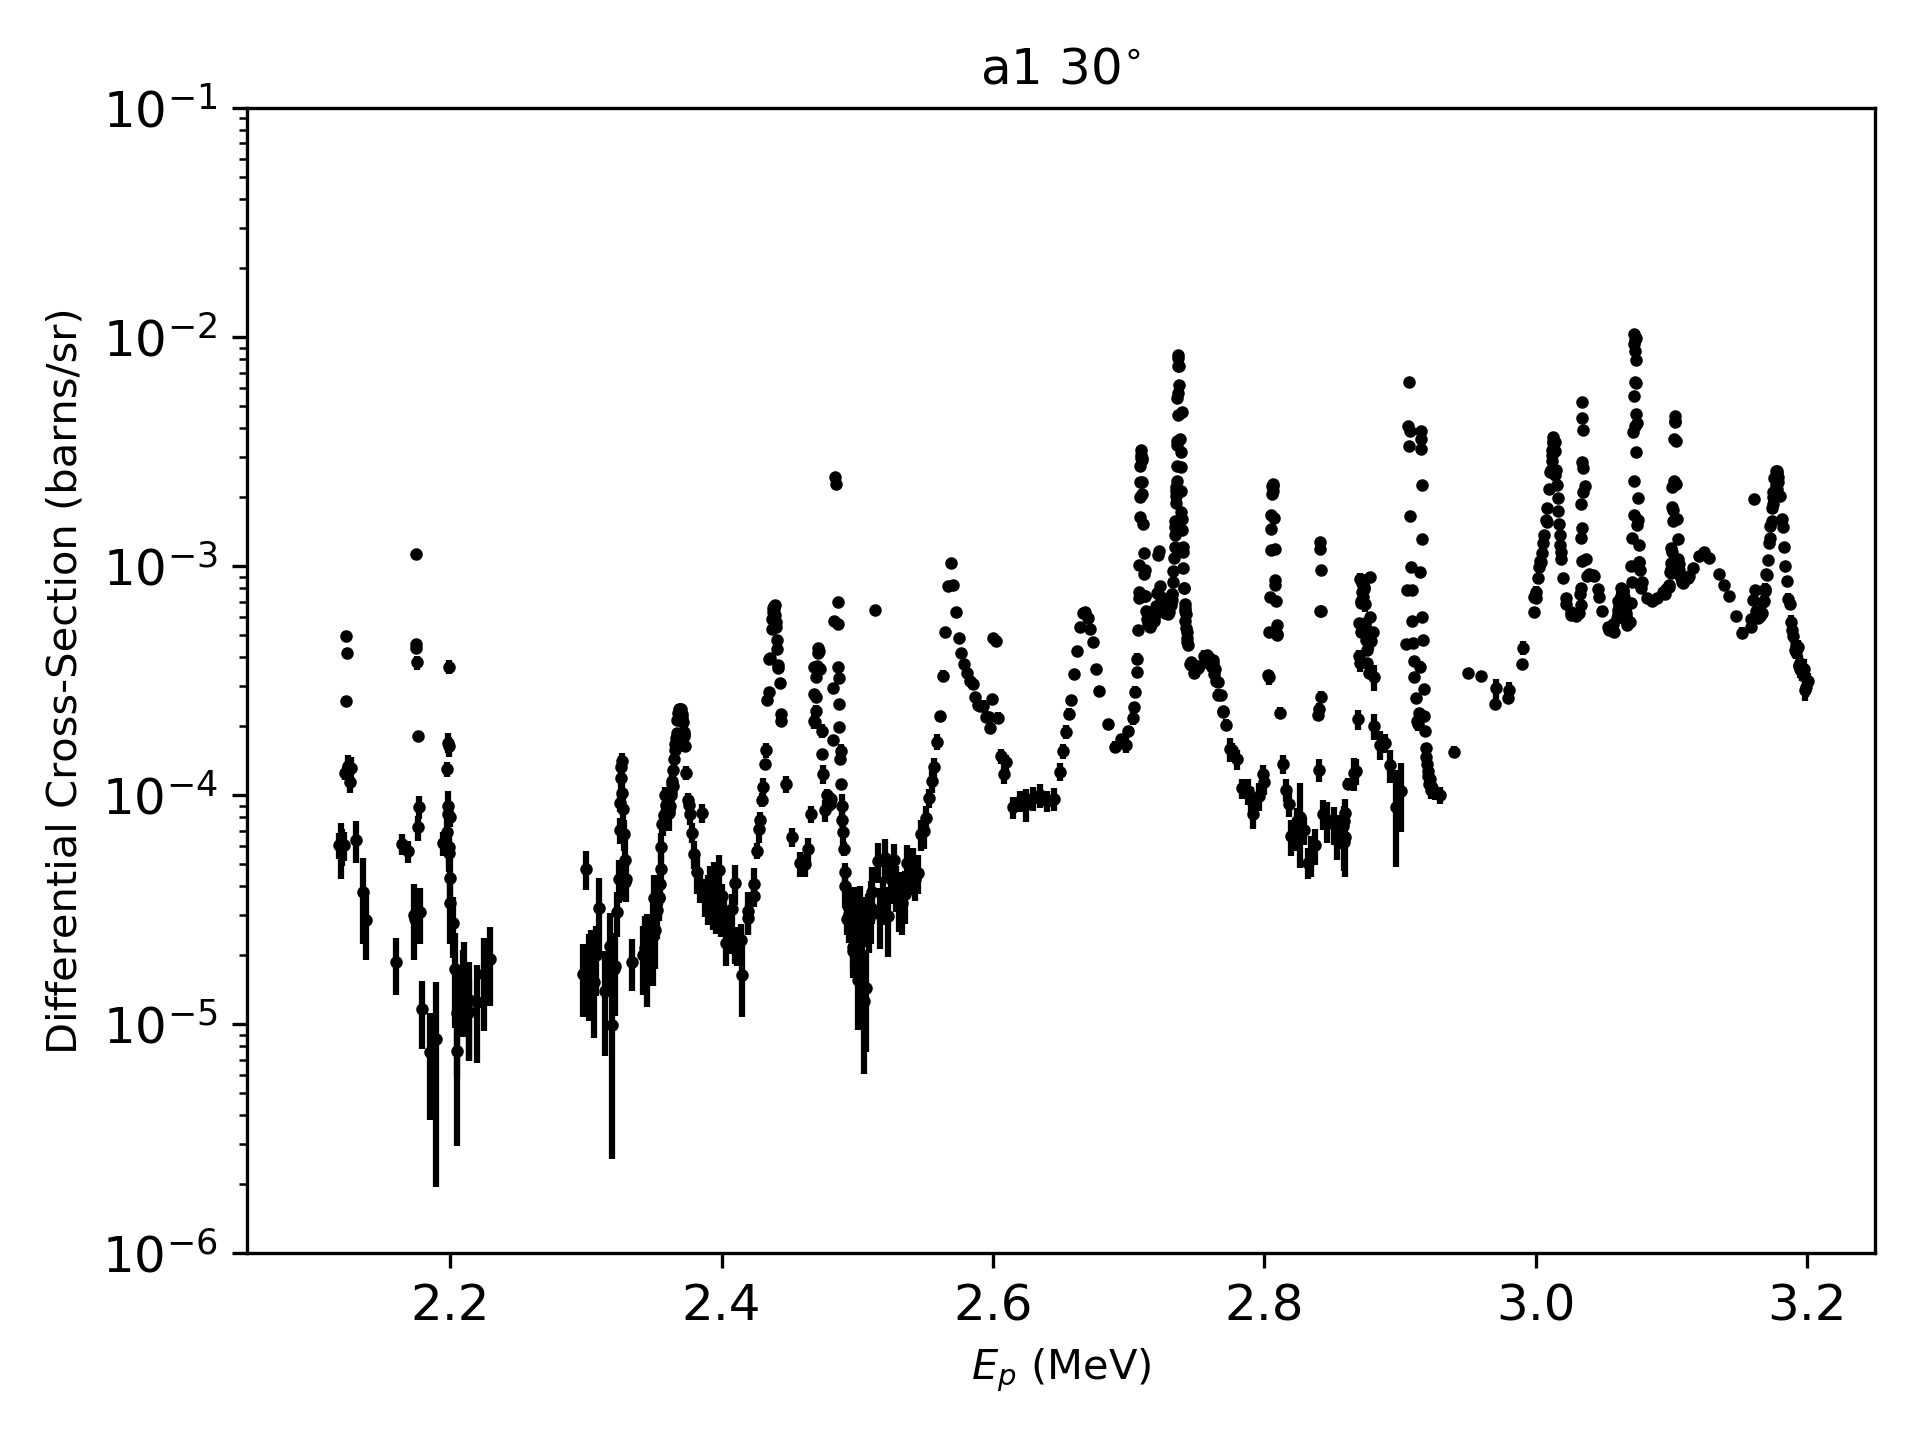 a1 30°
10⁻¹
10⁻²
10⁻³
10⁻⁴
10⁻⁵
10⁻⁶
Differential Cross-Section (barns/sr)
2.2 2.4 2.6 2.8 3.0 3.2
Eₚ (MeV)